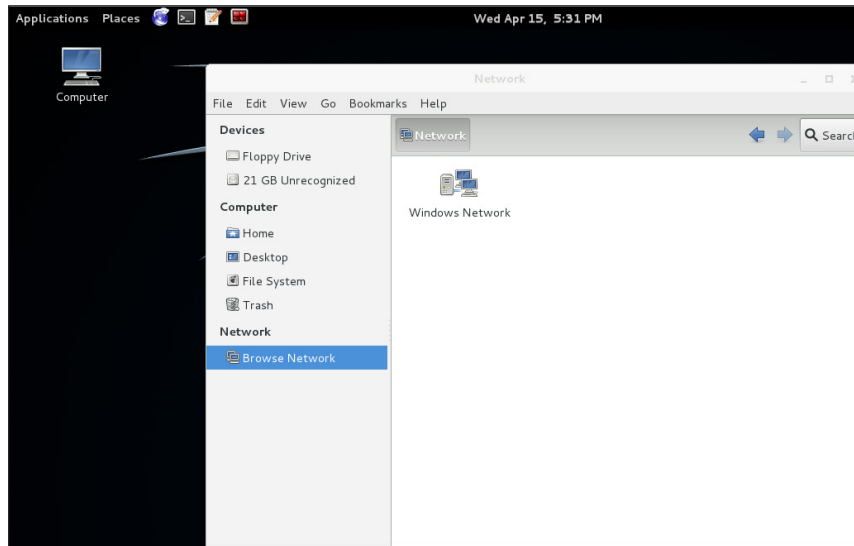 Applications Places Wed Apr 15, 5:31 PM
Computer
Network
File Edit View Go Bookmarks Help
Devices
Network
Search
Floppy Drive
21 GB Unrecognized
Windows Network
Computer
Home
Desktop
File System
Trash
Network
Browse Network